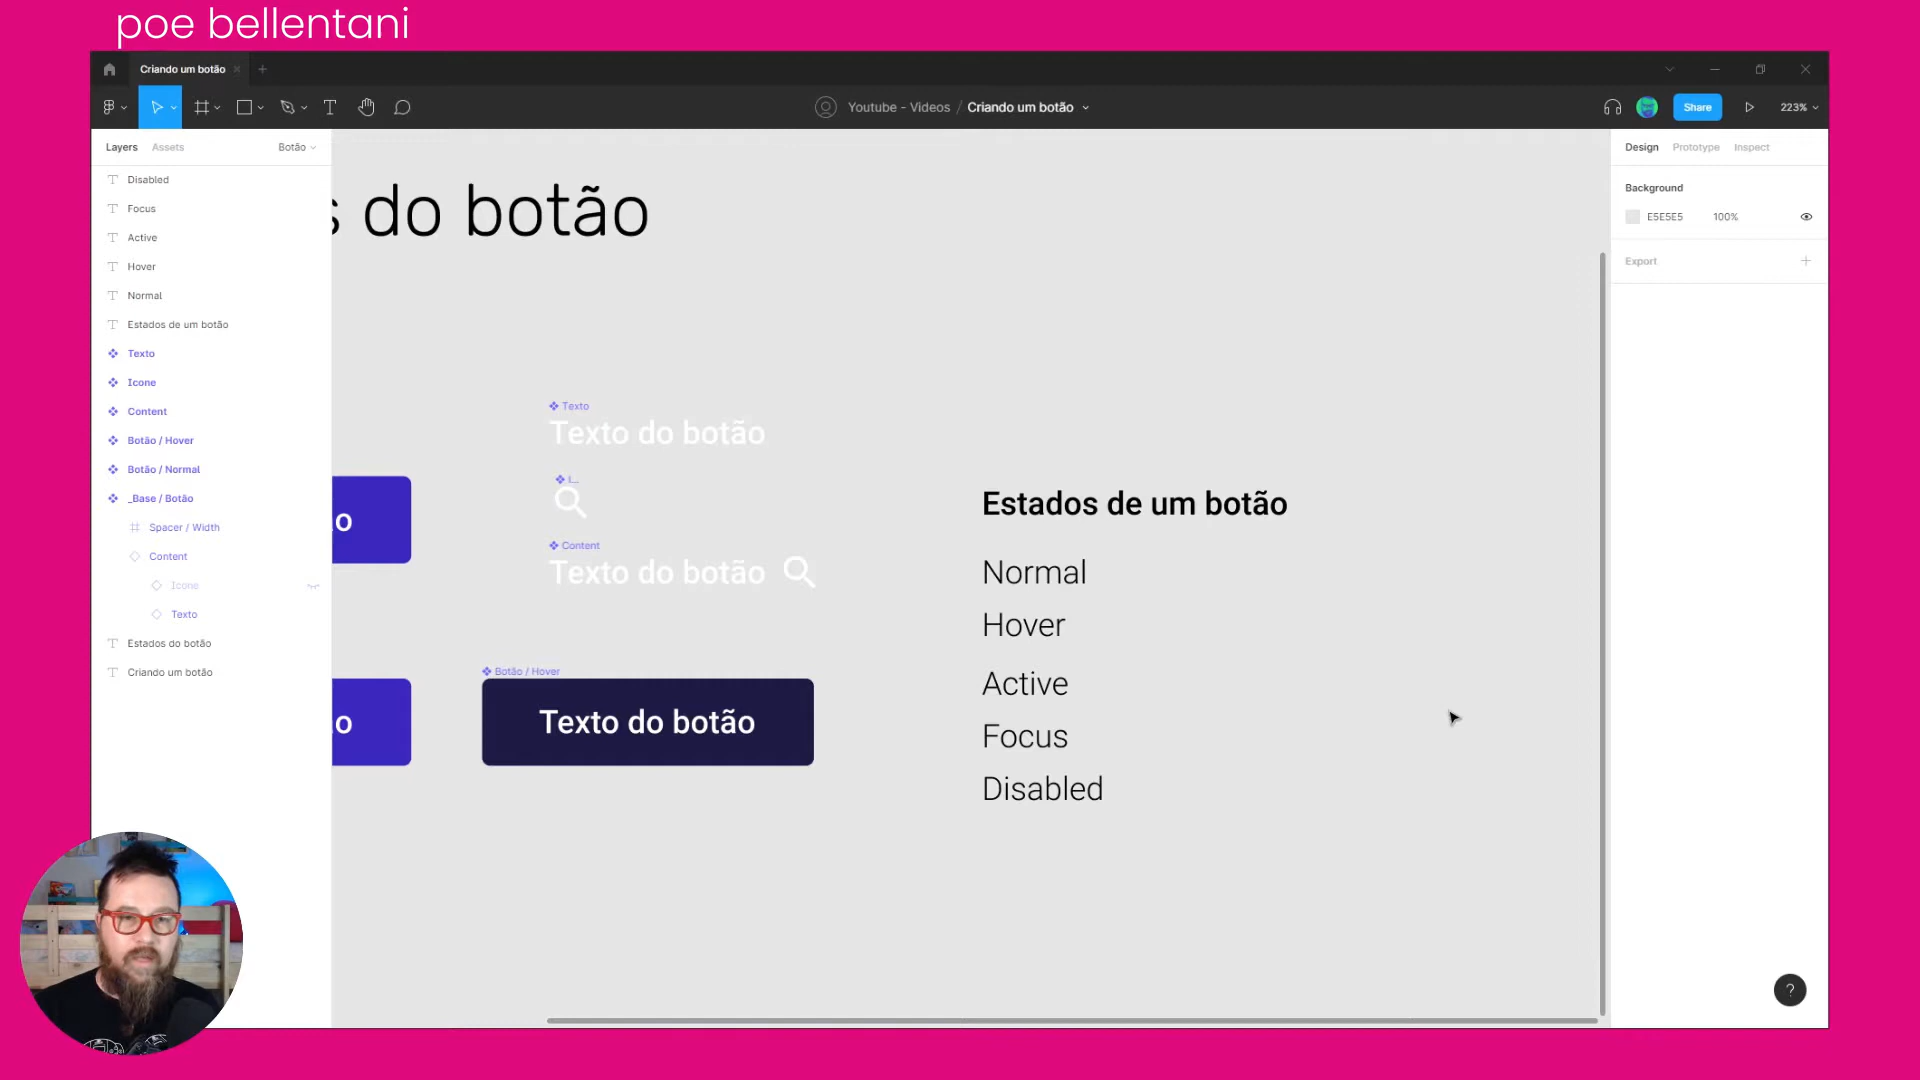 poe bellentani
Criando um botão
Youtube - Videos / Criando um botão
Share
223%
Layers
Assets
Botão
Disabled
Focus
Active
Hover
Normal
Estados de um botão
Texto
Icone
Content
Botão / Hover
Botão / Normal
_Base / Botão
Spacer / Width
Content
Icone
Texto
Estados do botão
Criando um botão
s do botão
Texto
Texto do botão
I...
Content
Texto do botão
ão
Botão / Hover
ão
Texto do botão
Estados de um botão
Normal
Hover
Active
Focus
Disabled
Design
Prototype
Inspect
Background
E5E5E5
100%
Export
?